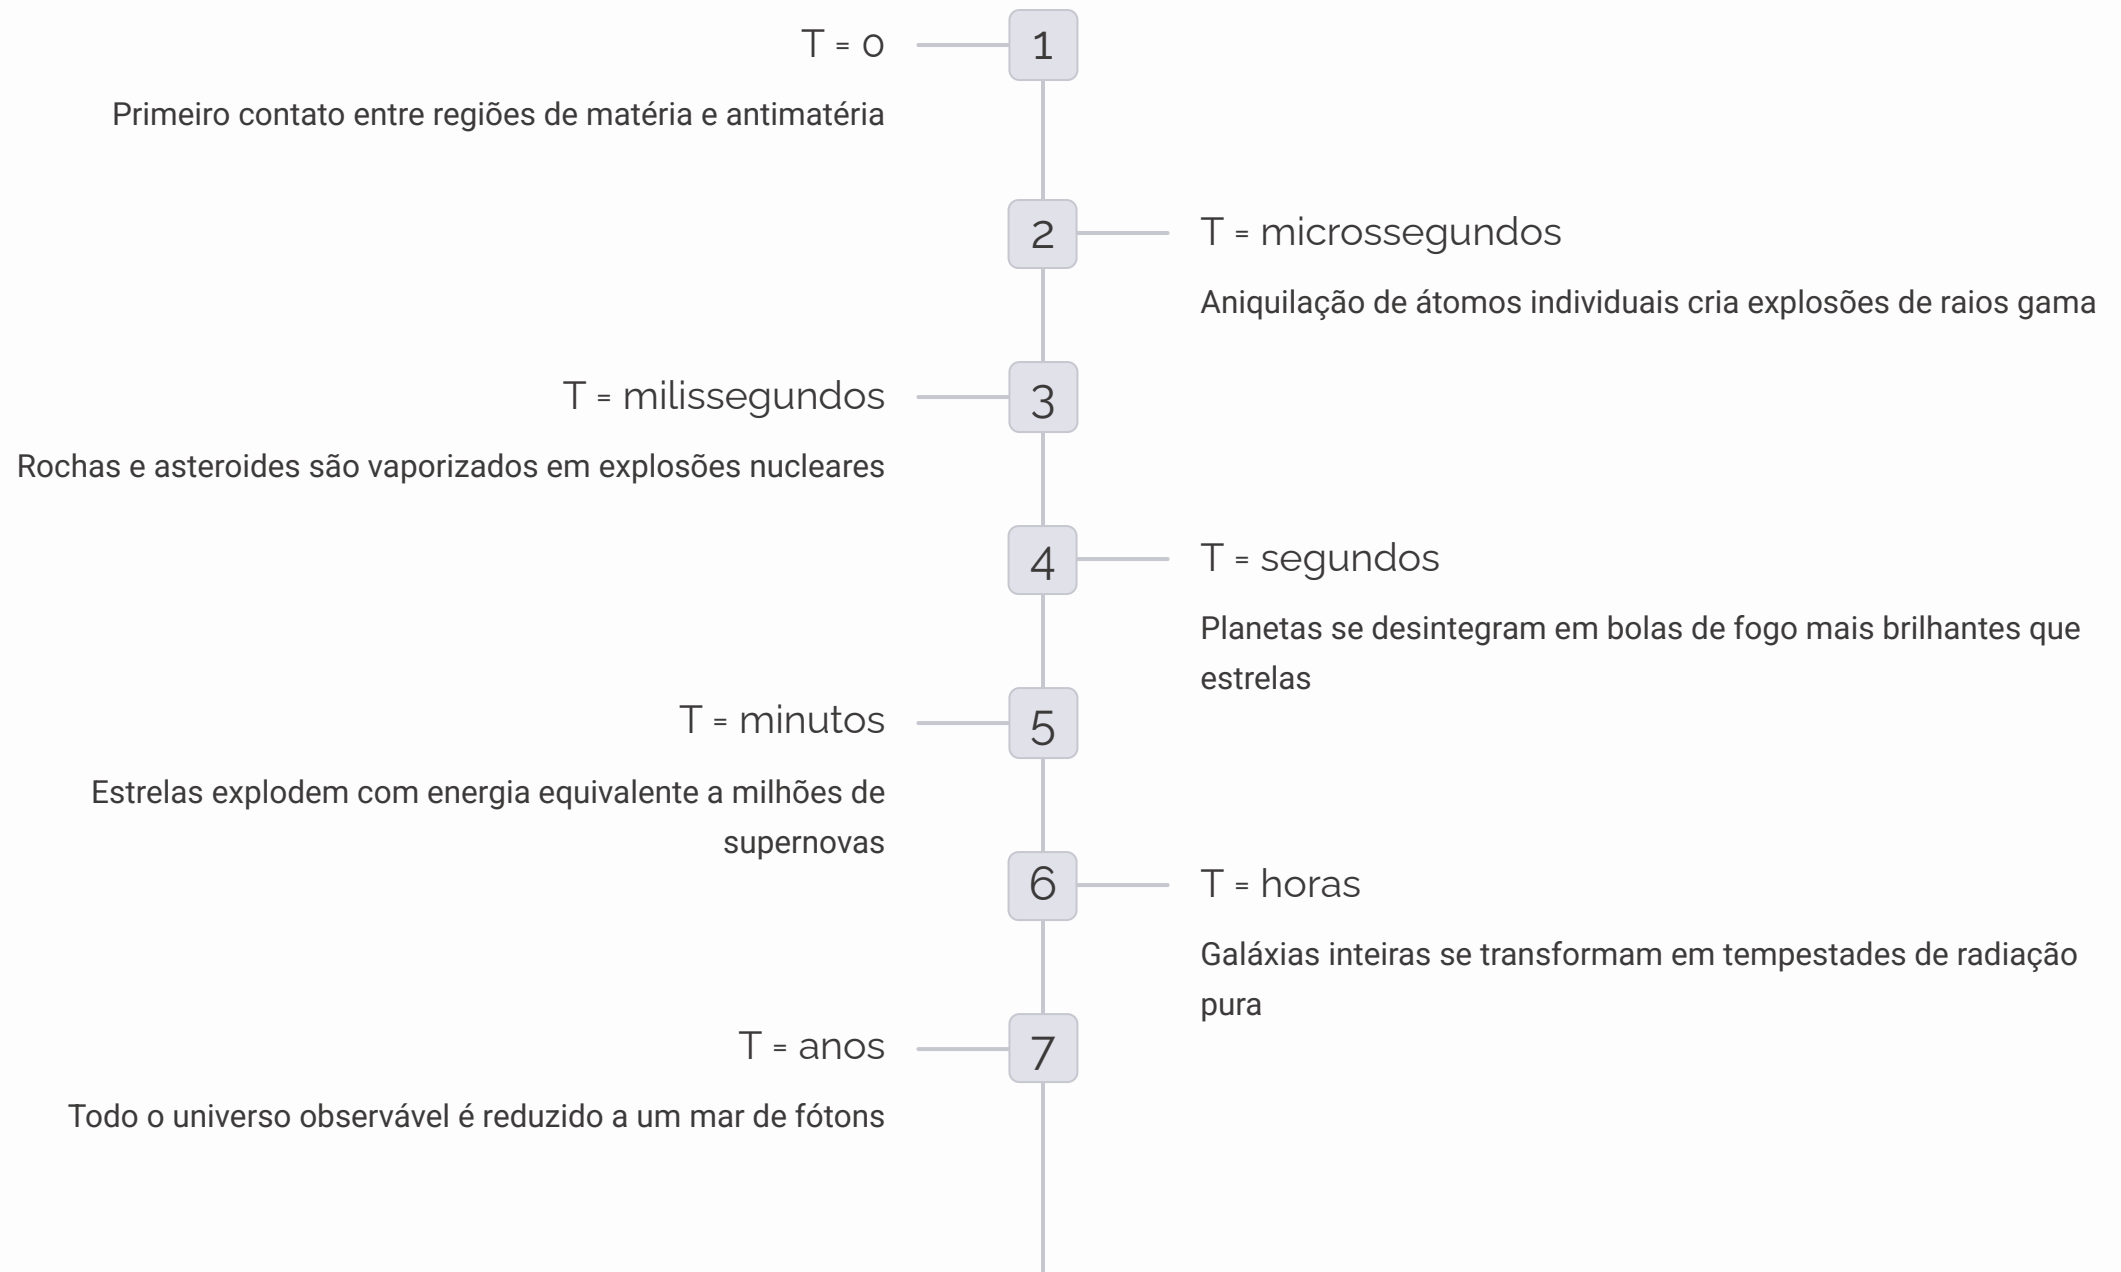 T = 0
1
Primeiro contato entre regiões de matéria e antimatéria
2
T = microssegundos
Aniquilação de átomos individuais cria explosões de raios gama
T = milissegundos
3
Rochas e asteroides são vaporizados em explosões nucleares
4
T = segundos
Planetas se desintegram em bolas de fogo mais brilhantes que
estrelas
T = minutos
5
Estrelas explodem com energia equivalente a milhões de
supernovas
6
T = horas
Galáxias inteiras se transformam em tempestades de radiação
pura
T = anos
7
Todo o universo observável é reduzido a um mar de fótons